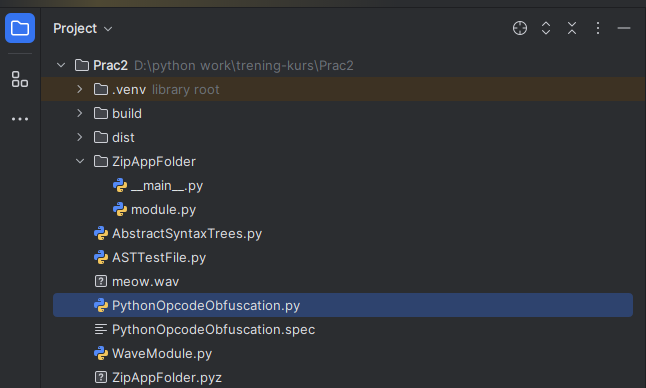 Project
Prac2 D:\python work\trening-kurs\Prac2
.venv library root
build
dist
ZipAppFolder
__main__.py
module.py
AbstractSyntaxTrees.py
ASTTestFile.py
meow.wav
PythonOpcodeObfuscation.py
PythonOpcodeObfuscation.spec
WaveModule.py
ZipAppFolder.pyz